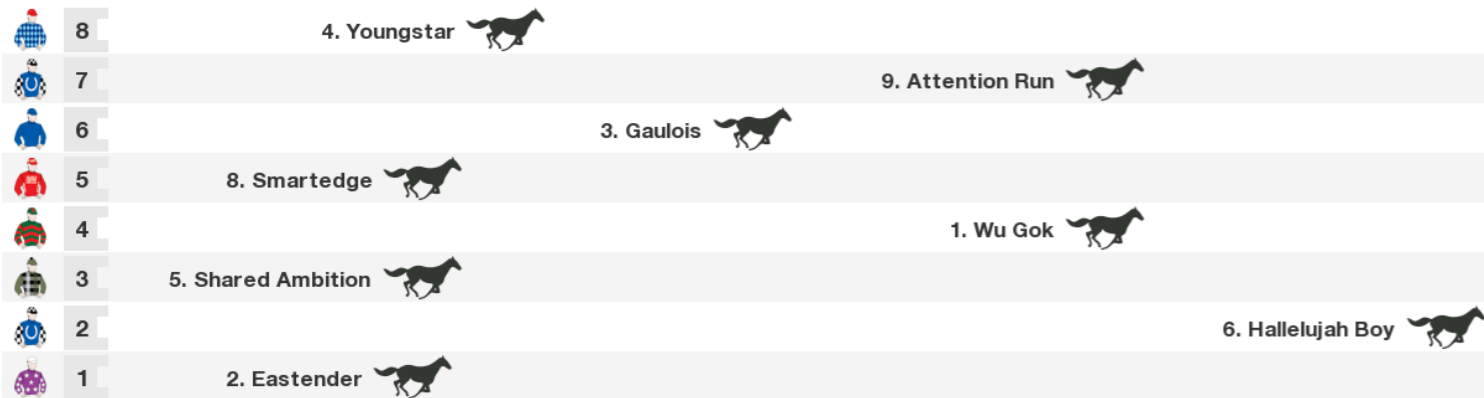 8 4. Youngstar
7 9. Attention Run
6 3. Gaulois
5 8. Smartedge
4 1. Wu Gok
3 5. Shared Ambition
2 6. Hallelujah Boy
1 2. Eastender